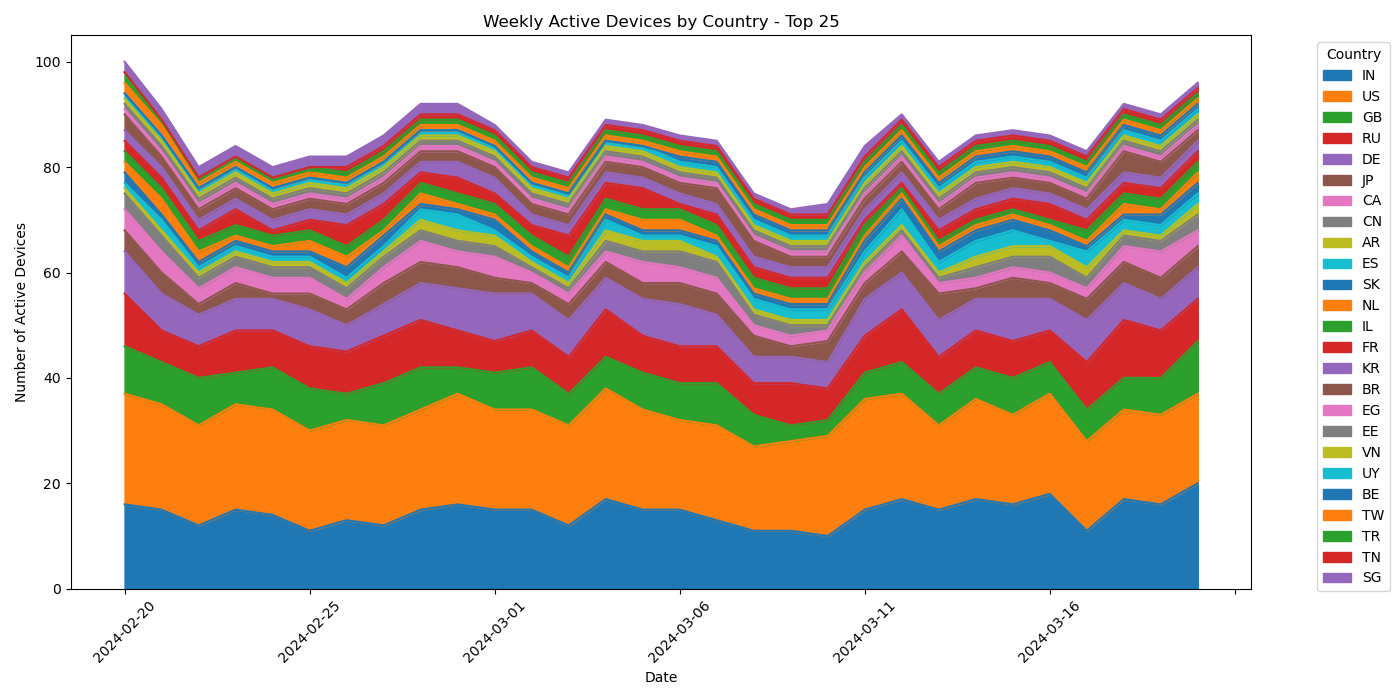 Weekly Active Devices by Country - Top 25
Number of Active Devices
100
80
60
40
20
0
2024-02-20
2024-02-25
2024-03-01
2024-03-06
2024-03-11
2024-03-16
Date
Country
IN
US
GB
RU
DE
JP
CA
CN
AR
ES
SK
NL
IL
FR
KR
BR
EG
EE
VN
UY
BE
TW
TR
TN
SG